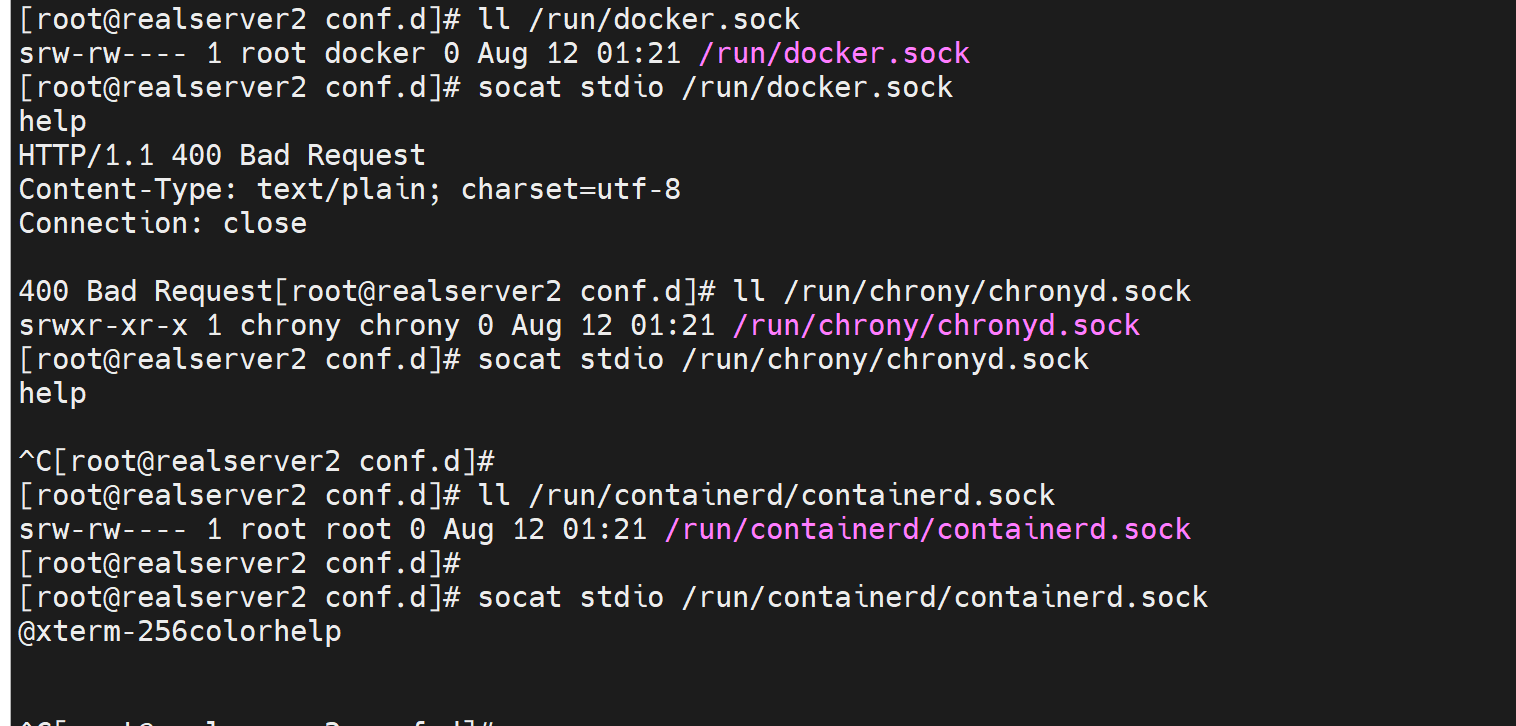 [root@realserver2 conf.d]# ll /run/docker.sock
srw-rw---- 1 root docker 0 Aug 12 01:21 /run/docker.sock
[root@realserver2 conf.d]# socat stdio /run/docker.sock
help
HTTP/1.1 400 Bad Request
Content-Type: text/plain; charset=utf-8
Connection: close

400 Bad Request[root@realserver2 conf.d]# ll /run/chrony/chronyd.sock
srwxr-xr-x 1 chrony chrony 0 Aug 12 01:21 /run/chrony/chronyd.sock
[root@realserver2 conf.d]# socat stdio /run/chrony/chronyd.sock
help

^C[root@realserver2 conf.d]#
[root@realserver2 conf.d]# ll /run/containerd/containerd.sock
srw-rw---- 1 root root 0 Aug 12 01:21 /run/containerd/containerd.sock
[root@realserver2 conf.d]#
[root@realserver2 conf.d]# socat stdio /run/containerd/containerd.sock
@xterm-256colorhelp